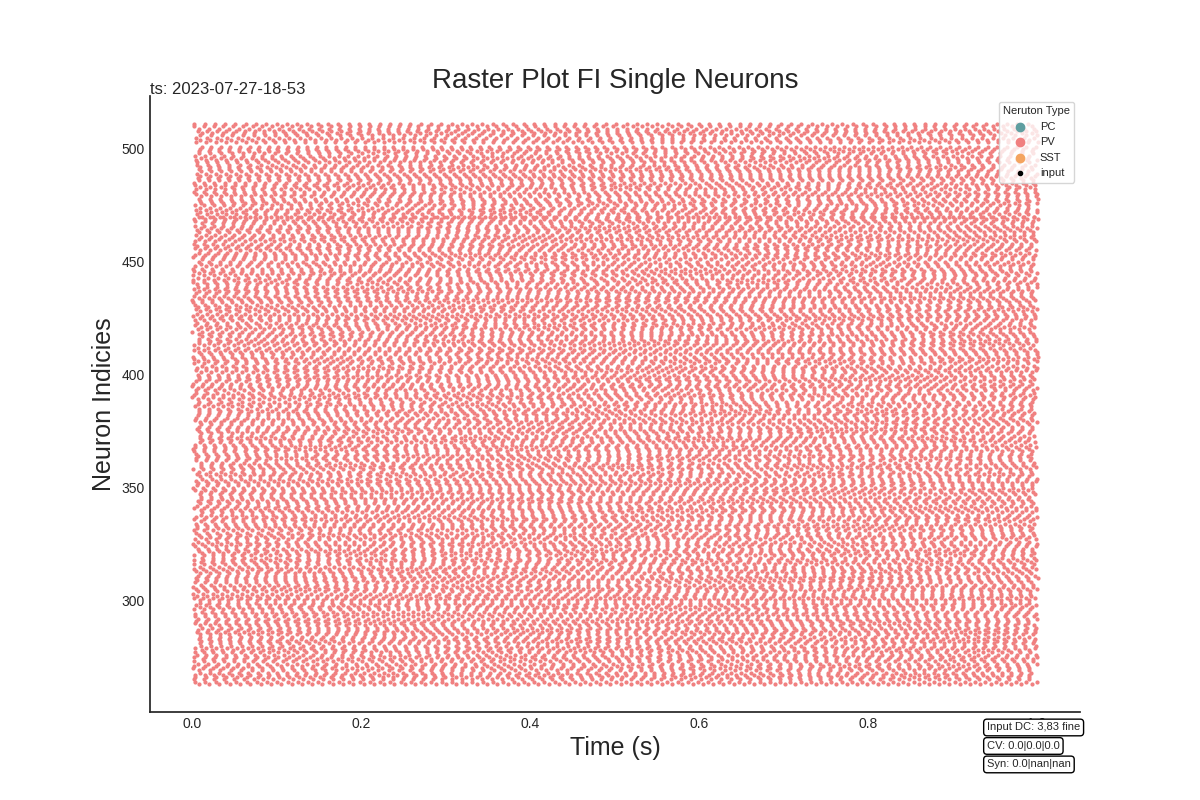 Raster Plot FI Single Neurons
ts: 2023-07-27-18-53
Neruton Type
PC
PV
SST
input
Neuron Indicies
500
450
400
350
300
0.0
0.2
0.4
0.6
0.8
Time (s)
Input DC: 3,83 fine
CV: 0.0|0.0|0.0
Syn: 0.0|nan|nan